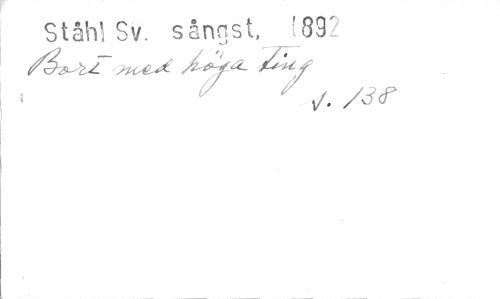 Ståhl Sv. sångst, 1892
Bort med höga ting
s. 138